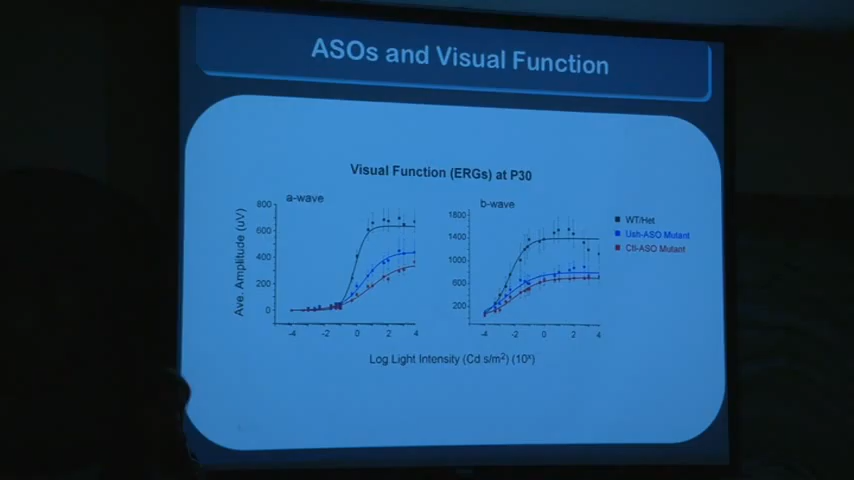 ASOs and Visual Function
Visual Function (ERGs) at P30
a-wave
b-wave
800
600
400
200
0
Ave. Amplitude (uV)
-4
-2
0
2
4
1800
1400
1000
600
200
-4
-2
0
2
4
WT/Het
Ush-ASO Mutant
Ctl-ASO Mutant
Log Light Intensity (Cd s/m²) (10ˣ)